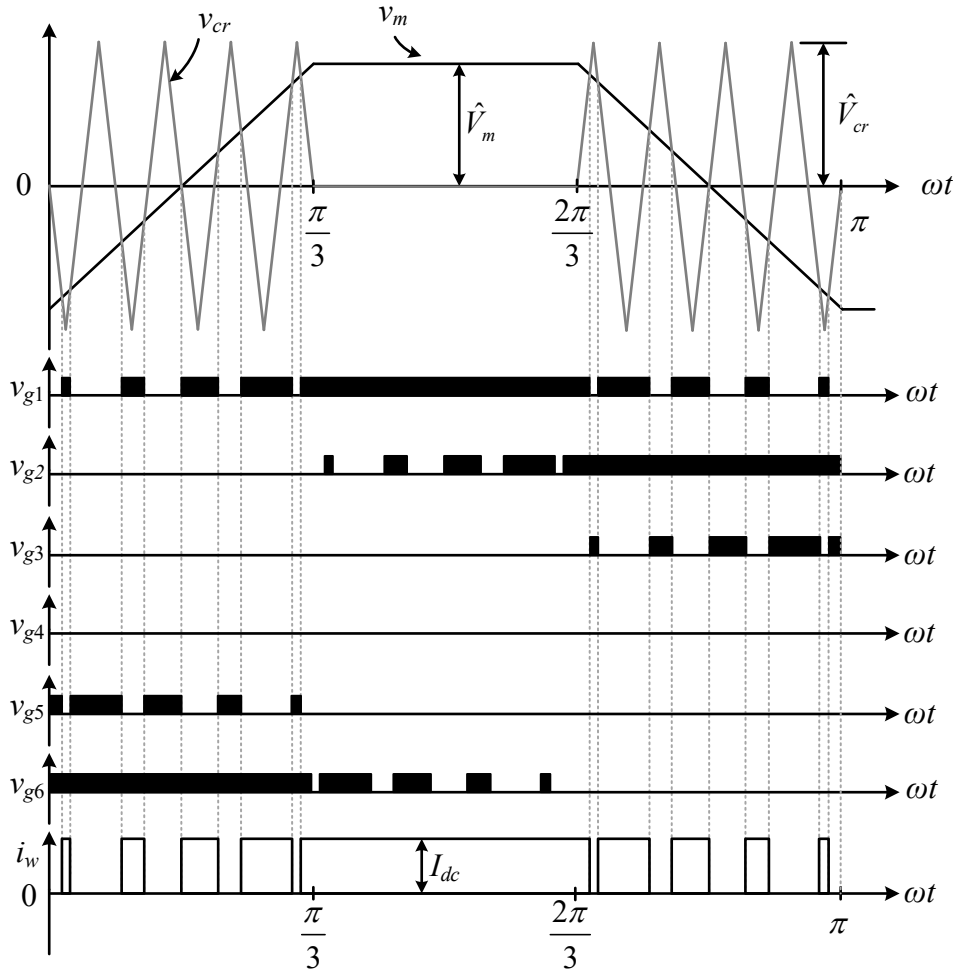 v_cr
v_m
V̂_m
V̂_cr
0
ωt
π/3
2π/3
π
v_g1
ωt
v_g2
ωt
v_g3
ωt
v_g4
ωt
v_g5
ωt
v_g6
ωt
i_w
I_dc
0
ωt
π/3
2π/3
π